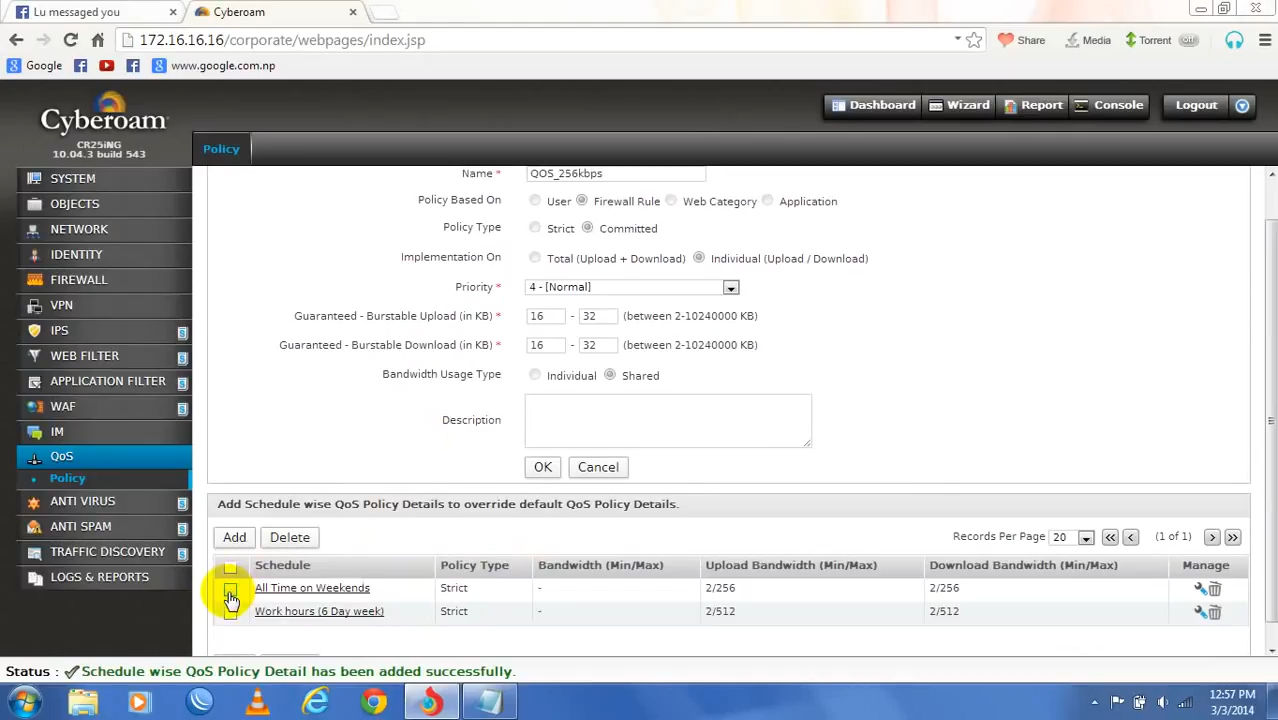 Lu messaged you
Cyberoam
172.16.16.16/corporate/webpages/index.jsp
Share
Media
Torrent
Off
Google
www.google.com.np
Cyberoam
CR25iNG
10.04.3 build 543
Dashboard
Wizard
Report
Console
Logout
Policy
SYSTEM
OBJECTS
NETWORK
IDENTITY
FIREWALL
VPN
IPS
WEB FILTER
APPLICATION FILTER
WAF
IM
QoS
Policy
ANTI VIRUS
ANTI SPAM
TRAFFIC DISCOVERY
LOGS & REPORTS
Name * QOS_256kbps
Policy Based On User Firewall Rule Web Category Application
Policy Type Strict Committed
Implementation On Total (Upload + Download) Individual (Upload / Download)
Priority * 4 - [Normal]
Guaranteed - Burstable Upload (in KB) * 16 - 32 (between 2-10240000 KB)
Guaranteed - Burstable Download (in KB) * 16 - 32 (between 2-10240000 KB)
Bandwidth Usage Type Individual Shared
Description
OK Cancel
Add Schedule wise QoS Policy Details to override default QoS Policy Details.
Add Delete Records Per Page 20 (1 of 1)
Schedule Policy Type Bandwidth (Min/Max) Upload Bandwidth (Min/Max) Download Bandwidth (Min/Max) Manage
All Time on Weekends Strict - 2/256 2/256
Work hours (6 Day week) Strict - 2/512 2/512
Status : Schedule wise QoS Policy Detail has been added successfully.
12:57 PM
3/3/2014